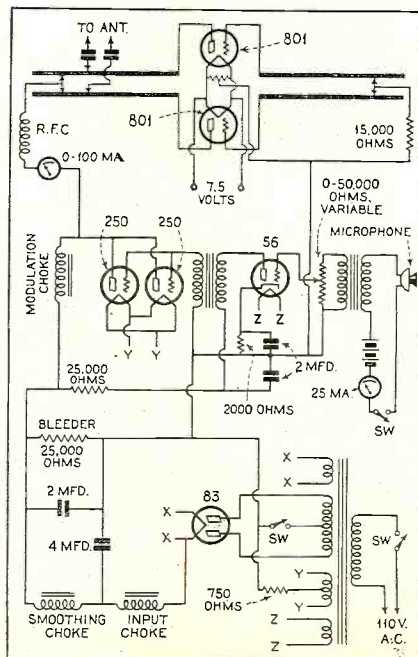 TO ANT.
801
801
R.F.C
0-100 MA.
7.5
VOLTS
15,000
OHMS
0-50,000
OHMS,
VARIABLE
MICROPHONE
MODULATION
CHOKE
250
250
56
Y
Y
Z
Z
2 MFD.
2000 OHMS
25 MA.
SW
25,000
OHMS
BLEEDER
25,000
OHMS
2 MFD.
4 MFD.
83
X
X
X
X
SW
SW
Y
Y
750
OHMS
Z
Z
SMOOTHING
CHOKE
INPUT
CHOKE
110 V.
A.C.